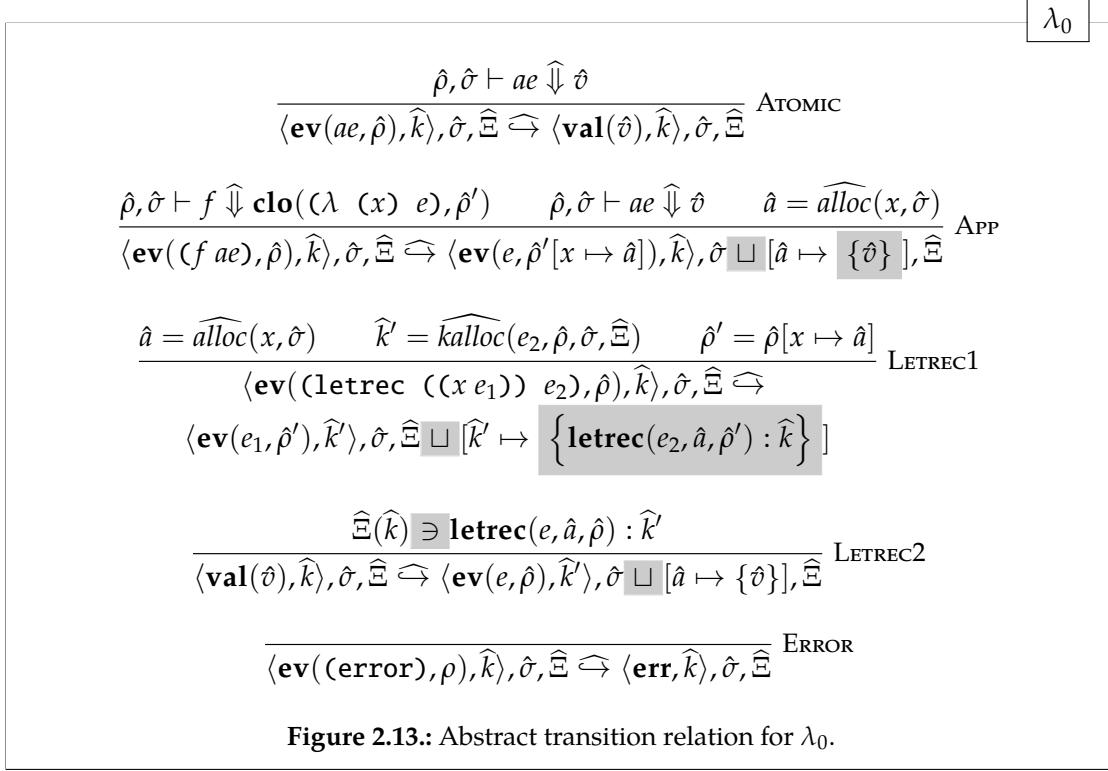 λ₀
ρ̂, σ̂ ⊢ ae ⇓̂ v̂
⟨ev(ae, ρ̂), k̂⟩, σ̂, Ξ̂ ↪̂ ⟨val(v̂), k̂⟩, σ̂, Ξ̂ ATOMIC
ρ̂, σ̂ ⊢ f ⇓̂ clo((λ (x) e), ρ̂′) ρ̂, σ̂ ⊢ ae ⇓̂ v̂ â = alloc̑(x, σ̂)
⟨ev((f ae), ρ̂), k̂⟩, σ̂, Ξ̂ ↪̂ ⟨ev(e, ρ̂′[x ↦ â]), k̂⟩, σ̂ ⊔ [â ↦ {v̂} ], Ξ̂ APP
â = alloc̑(x, σ̂) k̂′ = kalloc̑(e₂, ρ̂, σ̂, Ξ̂) ρ̂′ = ρ̂[x ↦ â]
⟨ev((letrec ((x e₁)) e₂), ρ̂), k̂⟩, σ̂, Ξ̂ ↪̂ LETREC1
⟨ev(e₁, ρ̂′), k̂′⟩, σ̂, Ξ̂ ⊔ [k̂′ ↦ {letrec(e₂, â, ρ̂′) : k̂} ]
Ξ̂(k̂) ∋ letrec(e, â, ρ̂) : k̂′
⟨val(v̂), k̂⟩, σ̂, Ξ̂ ↪̂ ⟨ev(e, ρ̂), k̂′⟩, σ̂ ⊔ [â ↦ {v̂}], Ξ̂ LETREC2
⟨ev((error), ρ), k̂⟩, σ̂, Ξ̂ ↪̂ ⟨err, k̂⟩, σ̂, Ξ̂ ERROR
Figure 2.13.: Abstract transition relation for λ₀.